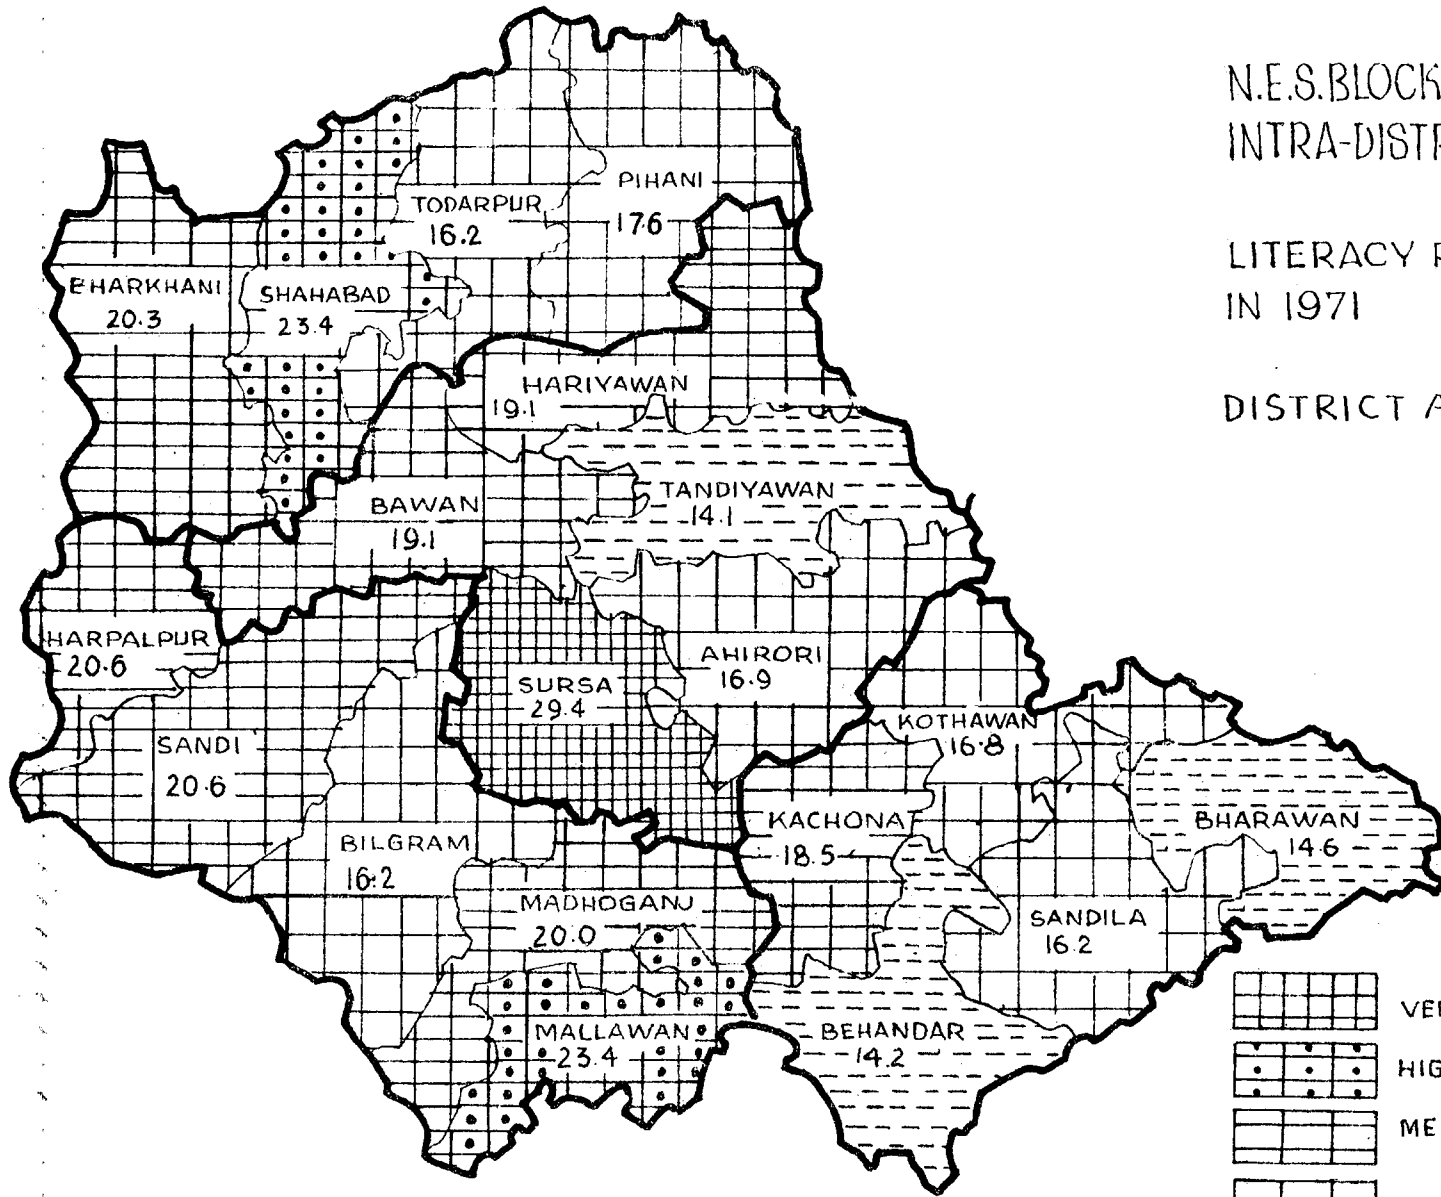 N.E.S.BLOCK
INTRA-DISTR
LITERACY
IN 1971
DISTRICT
PIHANI
17.6
TODARPUR
16.2
BHARKHANI
20.3
SHAHABAD
23.4
HARIYAWAN
19.1
TANDIYAWAN
14.1
BAWAN
19.1
HARPALPUR
20.6
AHIRORI
16.9
SURSA
29.4
KOTHAWAN
16.8
SANDI
20.6
KACHONA
18.5
BHARAWAN
14.6
BILGRAM
16.2
MADHOGANJ
20.0
SANDILA
16.2
MALLAWAN
23.4
BEHANDAR
14.2
VE
HIG
ME